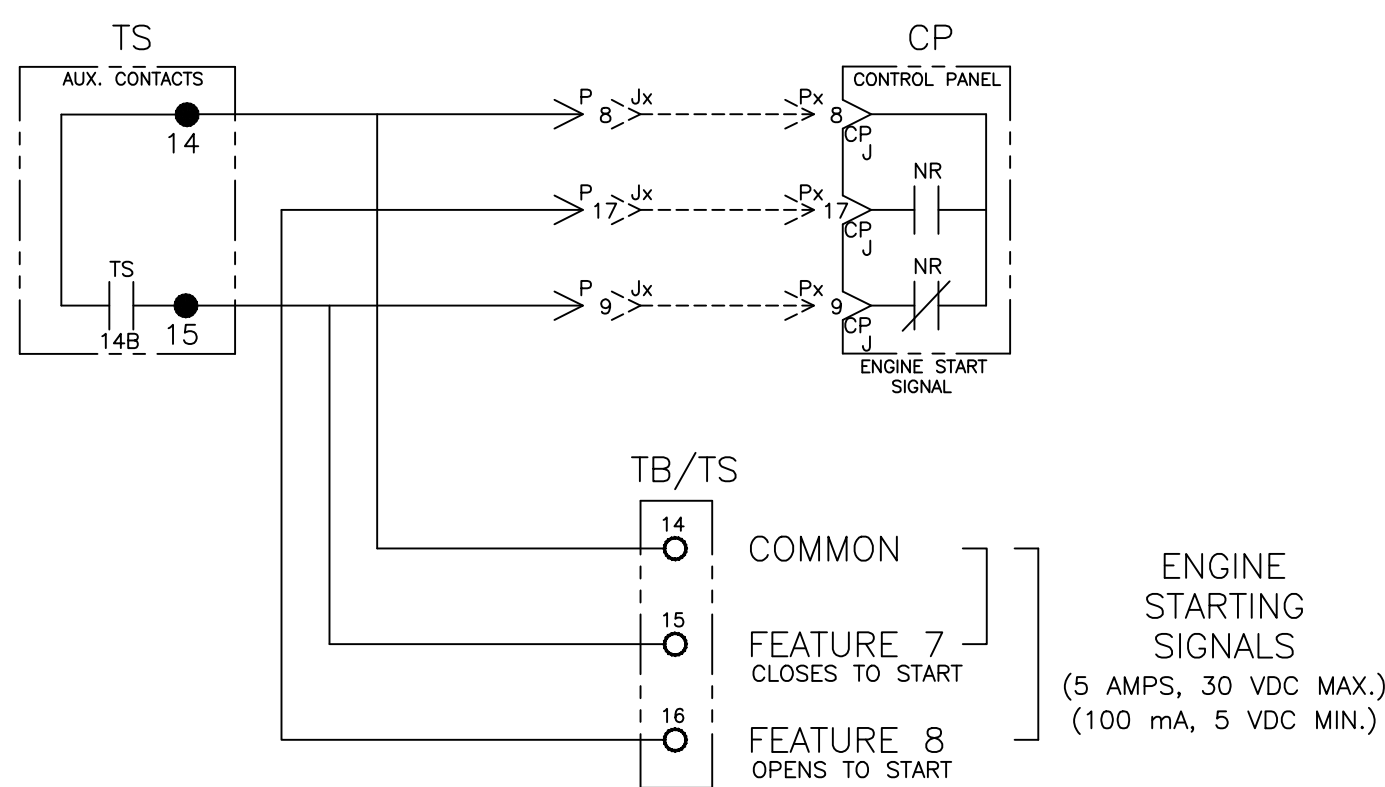 TS
CP
AUX. CONTACTS
CONTROL PANEL
P
8
Jx
Px
8
CP
J
14
NR
P
17
Jx
Px
17
CP
J
TS
NR
P
9
Jx
Px
9
CP
J
14B
15
ENGINE START
SIGNAL
TB/TS
14
COMMON
ENGINE
STARTING
SIGNALS
(5 AMPS, 30 VDC MAX.)
(100 mA, 5 VDC MIN.)
15
FEATURE 7
CLOSES TO START
16
FEATURE 8
OPENS TO START